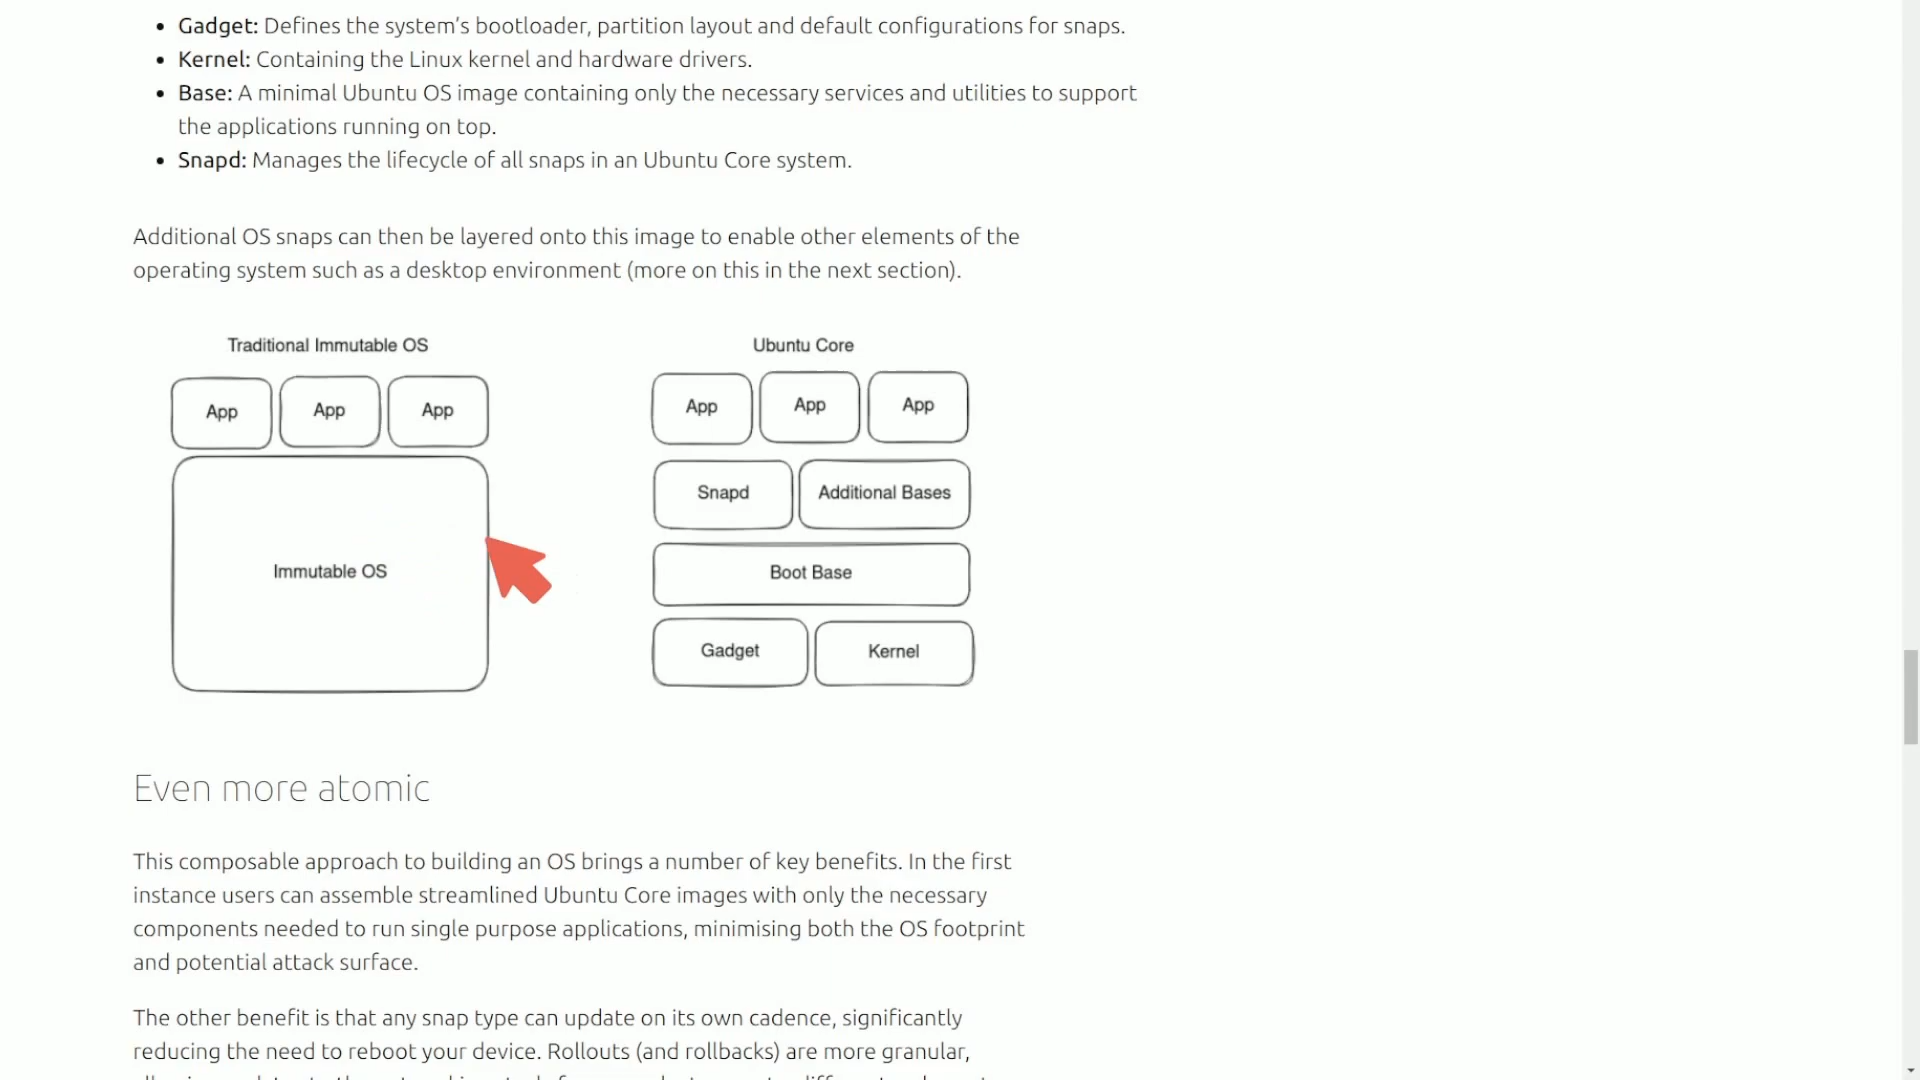 Gadget: Defines the system's bootloader, partition layout and default configurations for snaps.
Kernel: Containing the Linux kernel and hardware drivers.
Base: A minimal Ubuntu OS image containing only the necessary services and utilities to support
the applications running on top.
Snapd: Manages the lifecycle of all snaps in an Ubuntu Core system.
Additional OS snaps can then be layered onto this image to enable other elements of the
operating system such as a desktop environment (more on this in the next section).
Traditional Immutable OS
App App App
Immutable OS
Ubuntu Core
App App App
Snapd Additional Bases
Boot Base
Gadget Kernel
Even more atomic
This composable approach to building an OS brings a number of key benefits. In the first
instance users can assemble streamlined Ubuntu Core images with only the necessary
components needed to run single purpose applications, minimising both the OS footprint
and potential attack surface.
The other benefit is that any snap type can update on its own cadence, significantly
reducing the need to reboot your device. Rollouts (and rollbacks) are more granular,